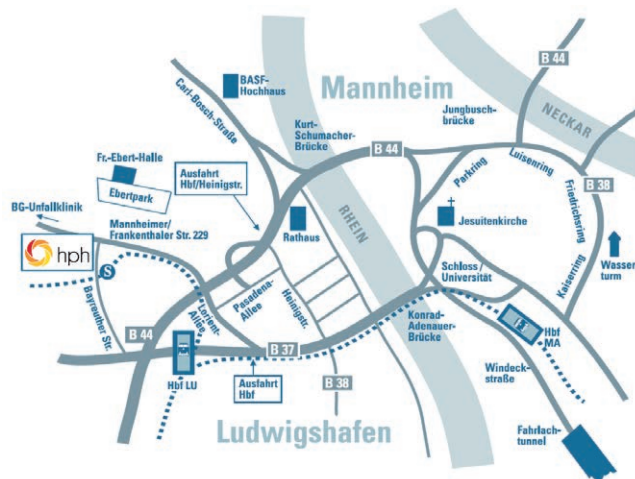 B 44
BASF-
Hochhaus
Mannheim
Jungbusch-
brücke
NECKAR
Carl-Bosch-Straße
Kurt-
Schumacher-
Brücke
B 44
Luisenring
B 38
Fr.-Ebert-Halle
Ebertpark
Ausfahrt
Hbf/Heinigstr.
Parkring
Friedrichsring
BG-Unfallklinik
Mannheimer/
Frankenthaler Str. 229
Rathaus
RHEIN
Jesuitenkirche
hph
S
Schloss/
Universität
Kaiserring
Wasser
turm
Bayreuther Str.
Lorient-
Allee
Pasadena-
Allee
Heinigstr.
Konrad-
Adenauer-
Brücke
Hbf
MA
B 44
B 37
Hbf LU
Ausfahrt
Hbf
B 38
Windeck-
straße
Ludwigshafen
Fahrlach-
tunnel